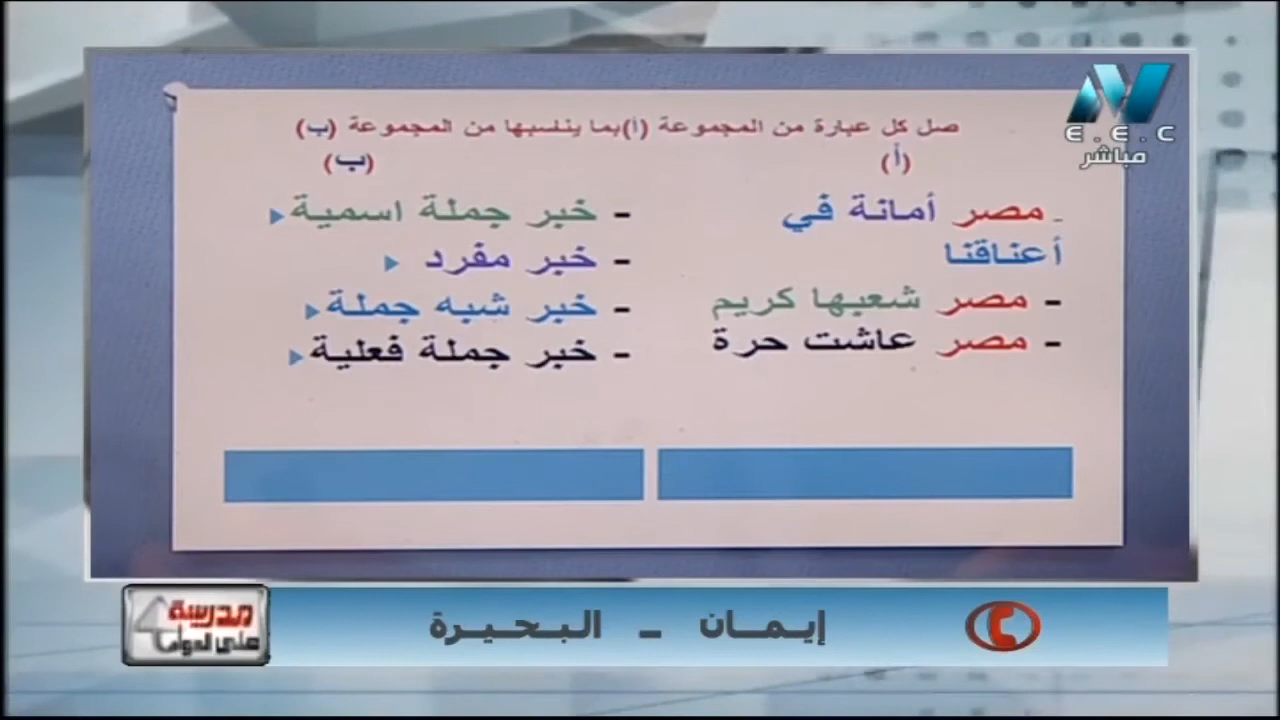 E.E.C
مباشر
صل كل عبارة من المجموعة (أ) بما يناسبها من المجموعة (ب)
(أ)
(ب)
- مصر أمانة في
أعناقنا
- مصر شعبها كريم
- مصر عاشت حرة
- خبر جملة اسمية
- خبر مفرد
- خبر شبه جملة
- خبر جملة فعلية
إيمان - البحيرة
مدرسة
على الهواء